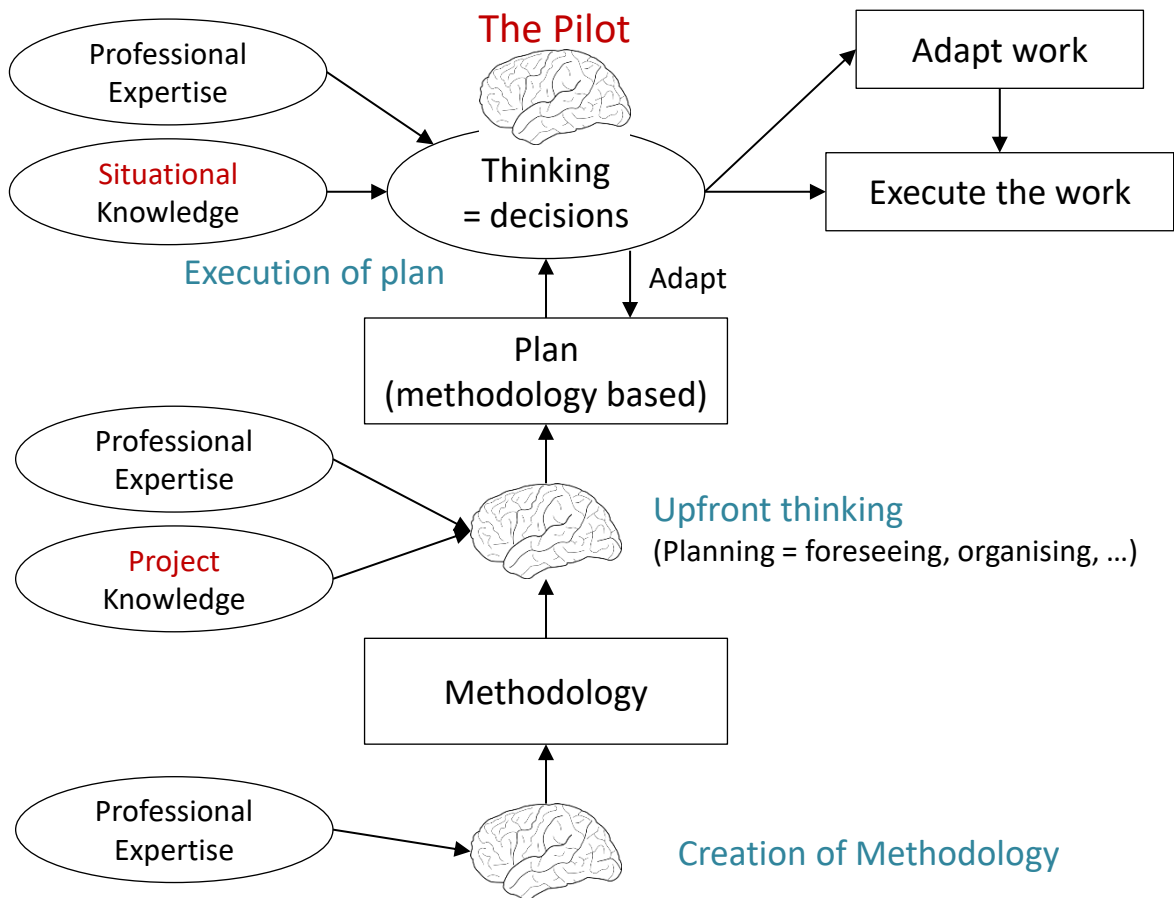 The Pilot
Professional
Expertise
Adapt work
Situational
Knowledge
Thinking
= decisions
Execute the work
Execution of plan
Adapt
Plan
(methodology based)
Professional
Expertise
Project
Knowledge
Upfront thinking
(Planning = foreseeing, organising, ...)
Methodology
Professional
Expertise
Creation of Methodology